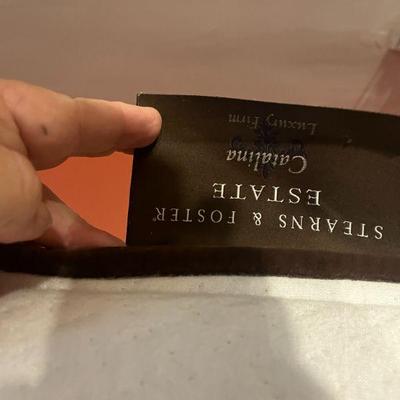 STEARNS & FOSTER®
ESTATE
Catalina
Luxury Firm